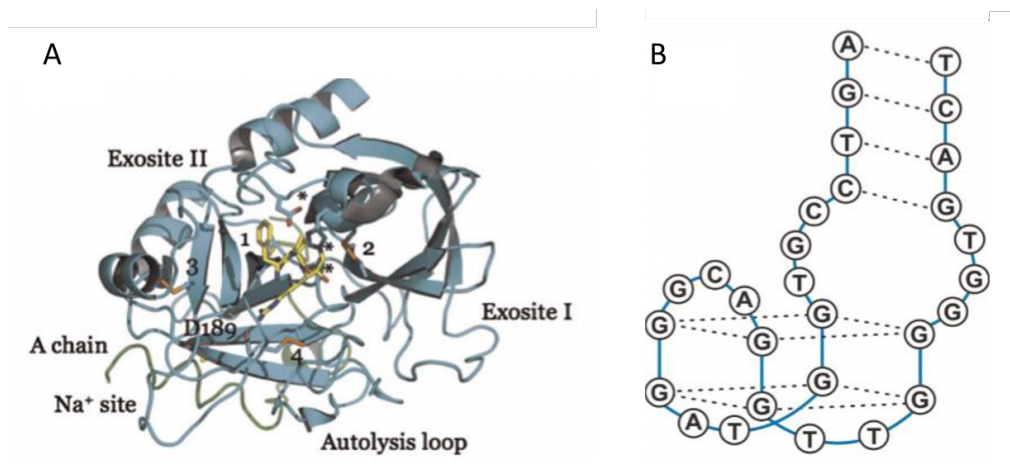 A
Exosite II
*
1
*
2
*
3
D189
Exosite I
A chain
4
Na⁺ site
Autolysis loop
B
A T
G C
T A
C G
C T
G G
T G
G C A
G G G
G G
G G G
A T T T